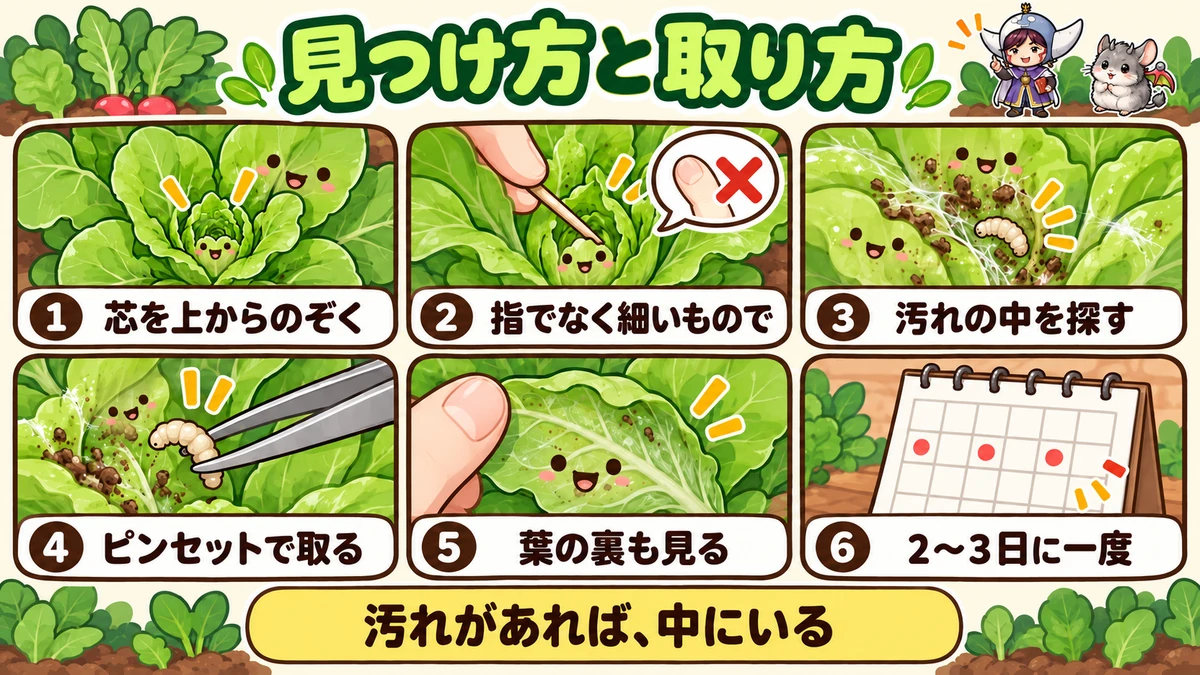 見つけ方と取り方
1 芯を上からのぞく
2 指でなく細いもので
3 汚れの中を探す
4 ピンセットで取る
5 葉の裏も見る
6 2〜3日に一度
汚れがあれば、中にいる